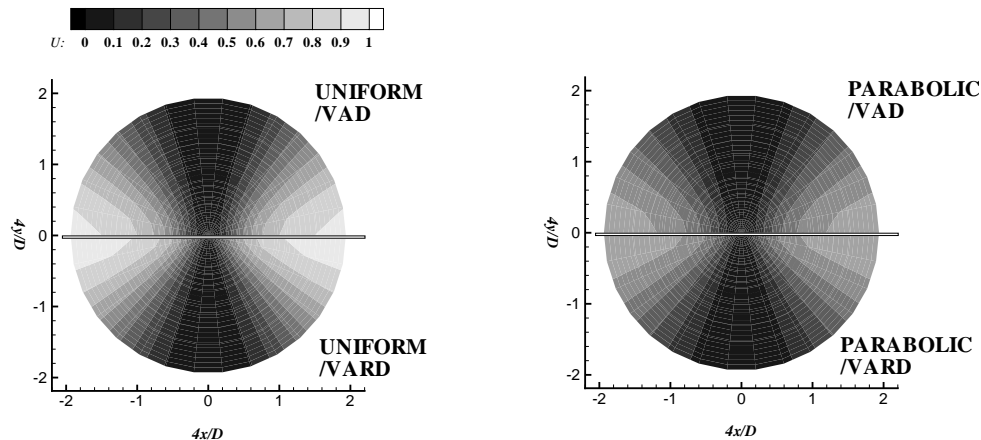 U: 0 0.1 0.2 0.3 0.4 0.5 0.6 0.7 0.8 0.9 1
UNIFORM
/VAD
2
1
0
-1
-2
4y/D
UNIFORM
/VARD
-2 -1 0 1 2
4x/D
PARABOLIC
/VAD
2
1
0
-1
-2
4y/D
PARABOLIC
/VARD
-2 -1 0 1 2
4x/D